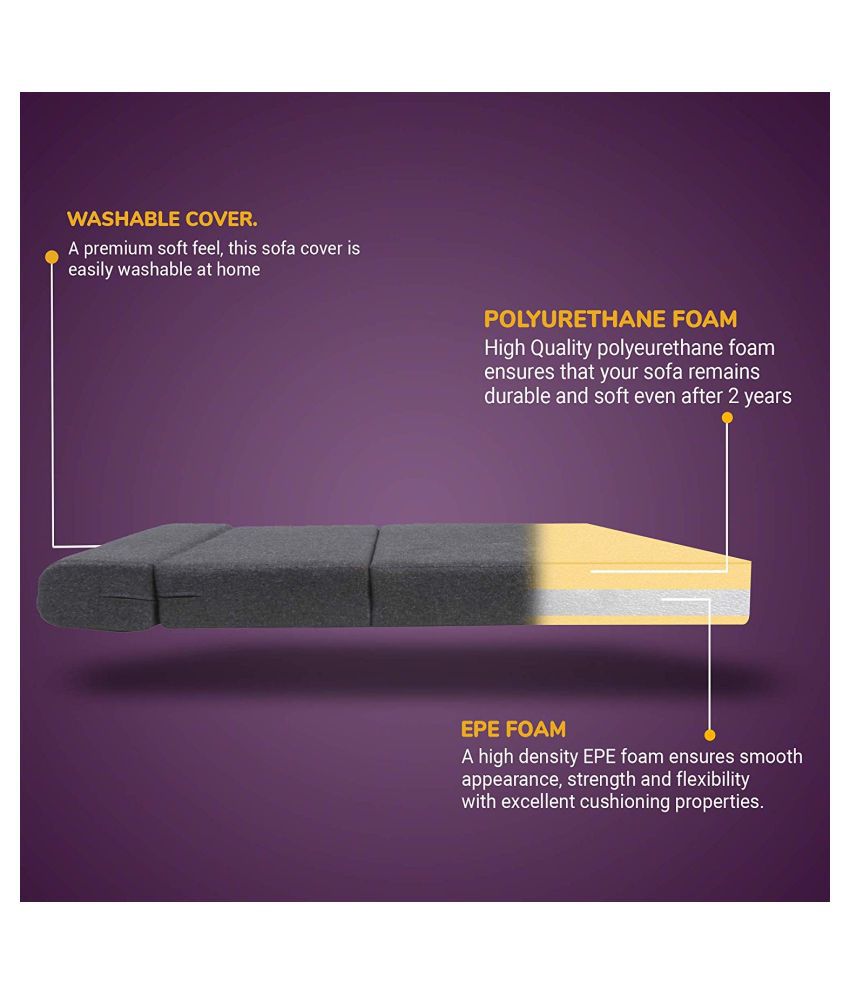 WASHABLE COVER.
A premium soft feel, this sofa cover is
easily washable at home
POLYURETHANE FOAM
High Quality polyeurethane foam
ensures that your sofa remains
durable and soft even after 2 years
EPE FOAM
A high density EPE foam ensures smooth
appearance, strength and flexibility
with excellent cushioning properties.